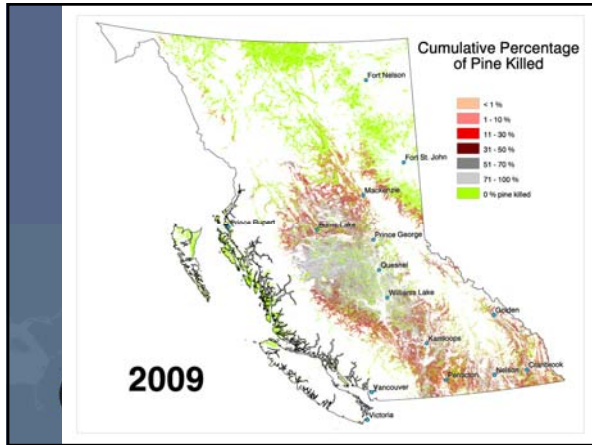 Cumulative Percentage
of Pine Killed
< 1 %
1 - 10 %
11 - 30 %
31 - 50 %
51 - 70 %
71 - 100 %
0 % pine killed
Fort Nelson
Fort St. John
Mackenzie
Prince Rupert
Burns Lake
Prince George
Quesnel
Williams Lake
Golden
Kamloops
Cranbrook
Penticton
Nelson
Vancouver
Victoria
2009